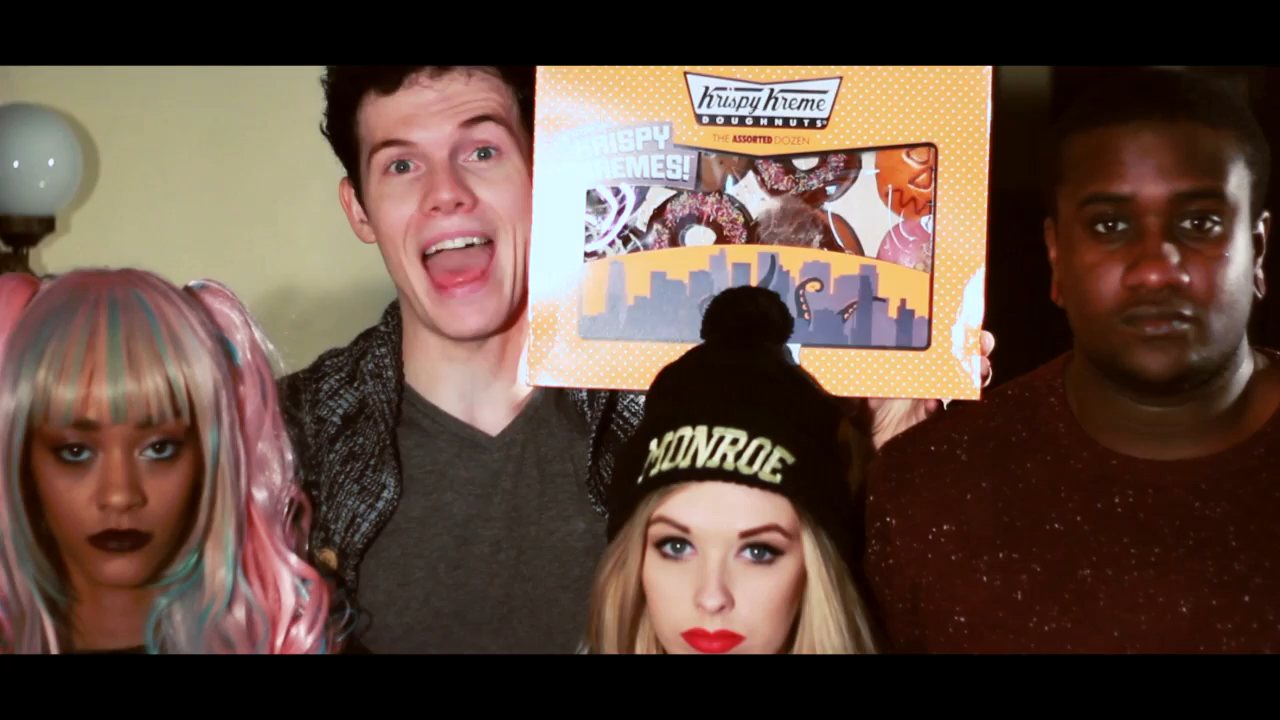 Krispy Kreme
DOUGHNUTS
THE ASSORTED DOZEN
KRISPY
KREMES!
MONROE